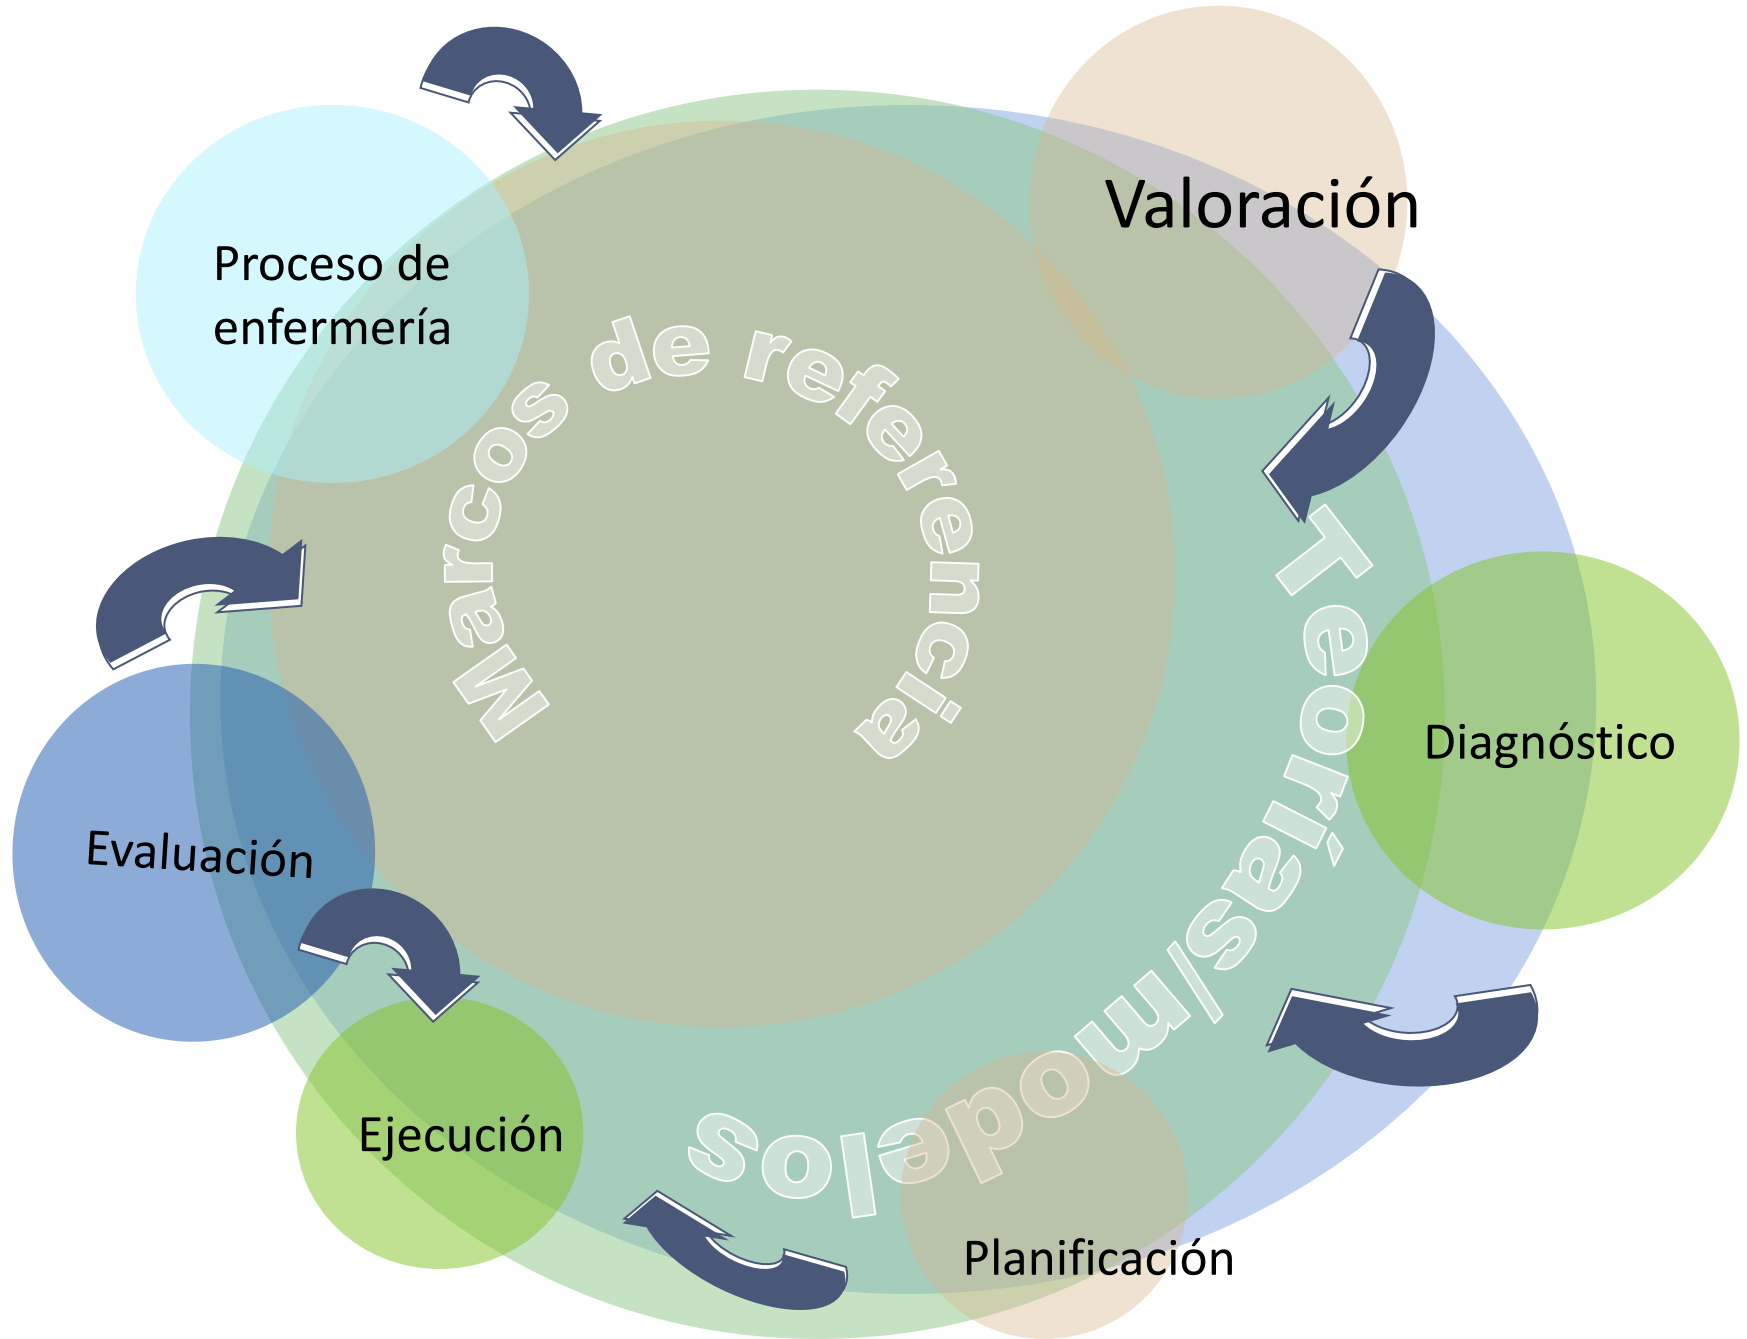 Proceso de
enfermería
Valoración
Marcos de referencia
Teorías/modelos
Diagnóstico
Evaluación
Ejecución
Planificación